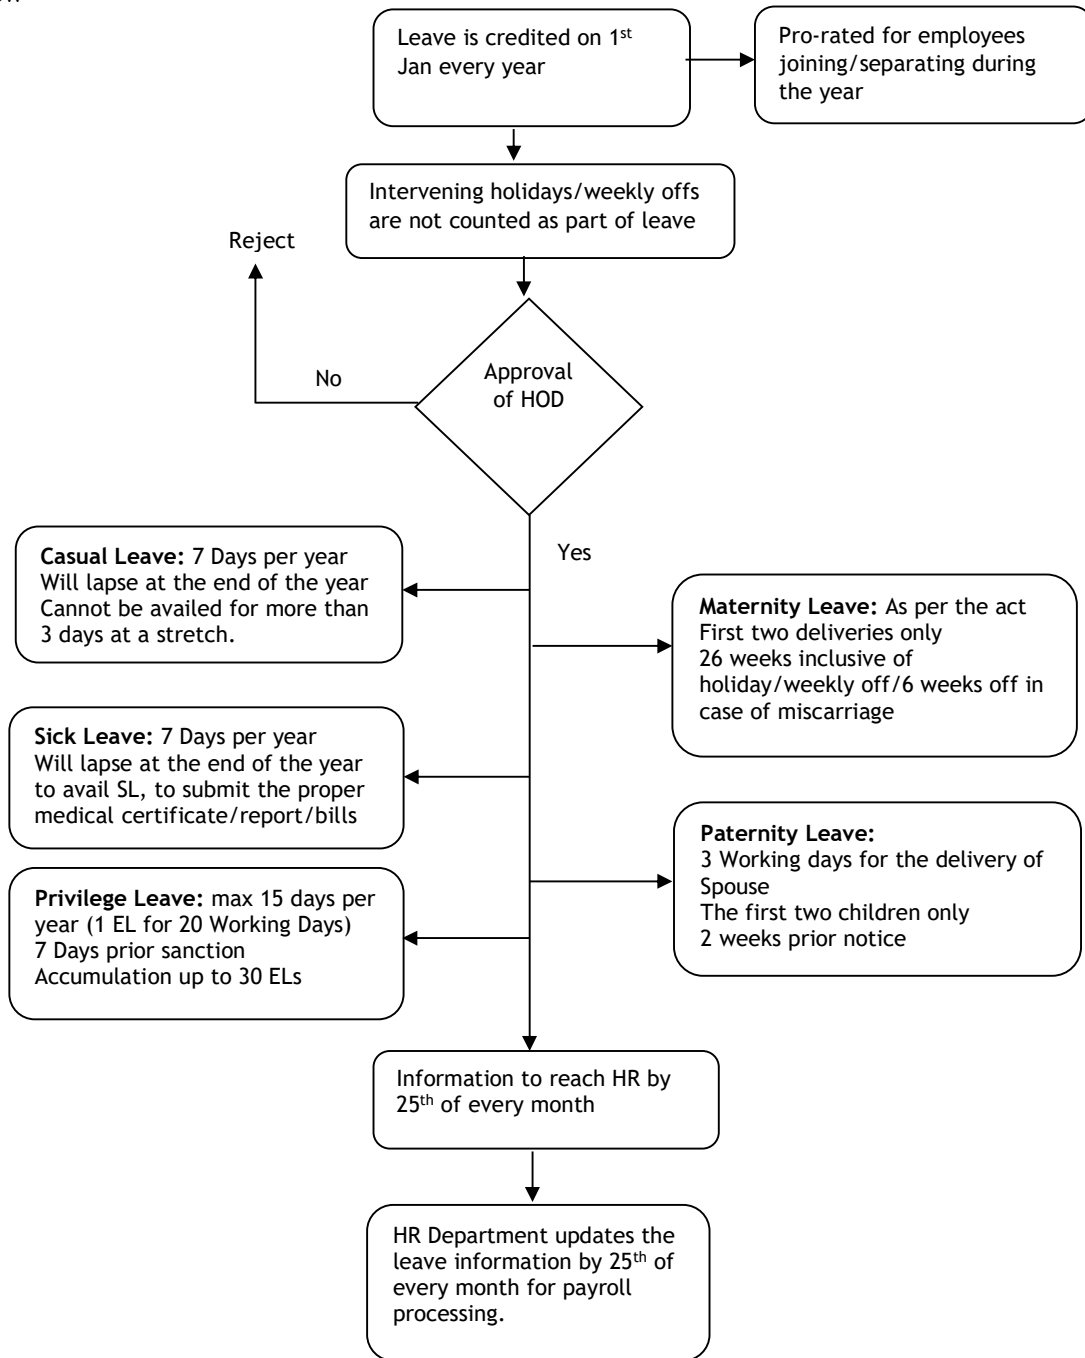 Leave is credited on 1st
Jan every year
Pro-rated for employees
joining/separating during
the year
Intervening holidays/weekly offs
are not counted as part of leave
Reject
No
Approval
of HOD
Yes
Casual Leave: 7 Days per year
Will lapse at the end of the year
Cannot be availed for more than
3 days at a stretch.
Maternity Leave: As per the act
First two deliveries only
26 weeks inclusive of
holiday/weekly off/6 weeks off in
case of miscarriage
Sick Leave: 7 Days per year
Will lapse at the end of the year
to avail SL, to submit the proper
medical certificate/report/bills
Paternity Leave:
3 Working days for the delivery of
Spouse
The first two children only
2 weeks prior notice
Privilege Leave: max 15 days per
year (1 EL for 20 Working Days)
7 Days prior sanction
Accumulation up to 30 ELs
Information to reach HR by
25th of every month
HR Department updates the
leave information by 25th of
every month for payroll
processing.